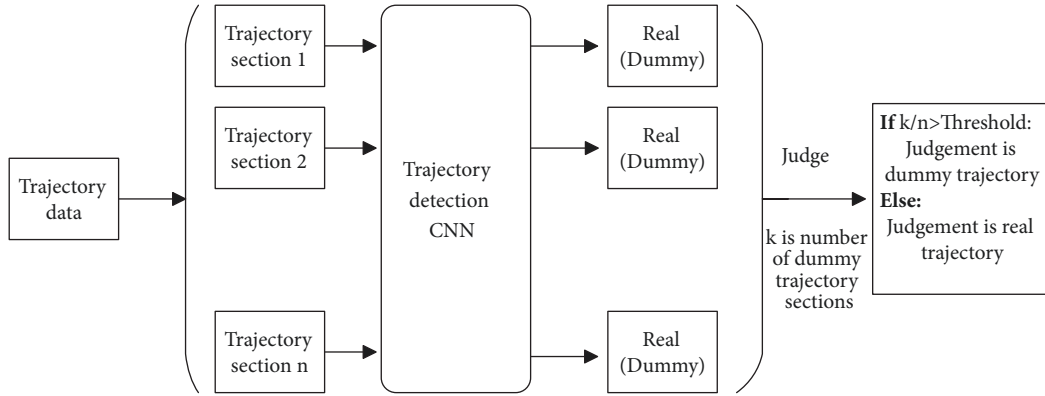 Trajectory
data
Trajectory
section 1
Trajectory
section 2
Trajectory
section n
Trajectory
detection
CNN
Real
(Dummy)
Real
(Dummy)
Real
(Dummy)
Judge
k is number
of dummy
trajectory
sections
If k/n>Threshold:
Judgement is
dummy trajectory
Else:
Judgement is real
trajectory